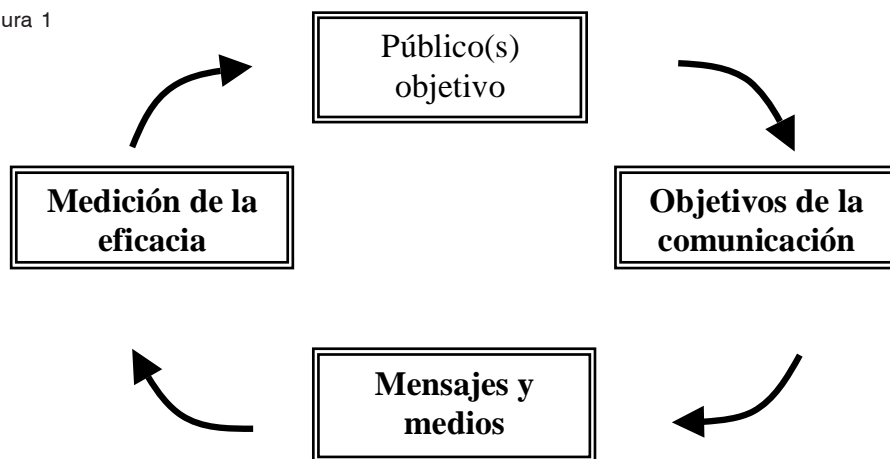 ura 1
Público(s)
objetivo
Medición de la
eficacia
Objetivos de la
comunicación
Mensajes y
medios